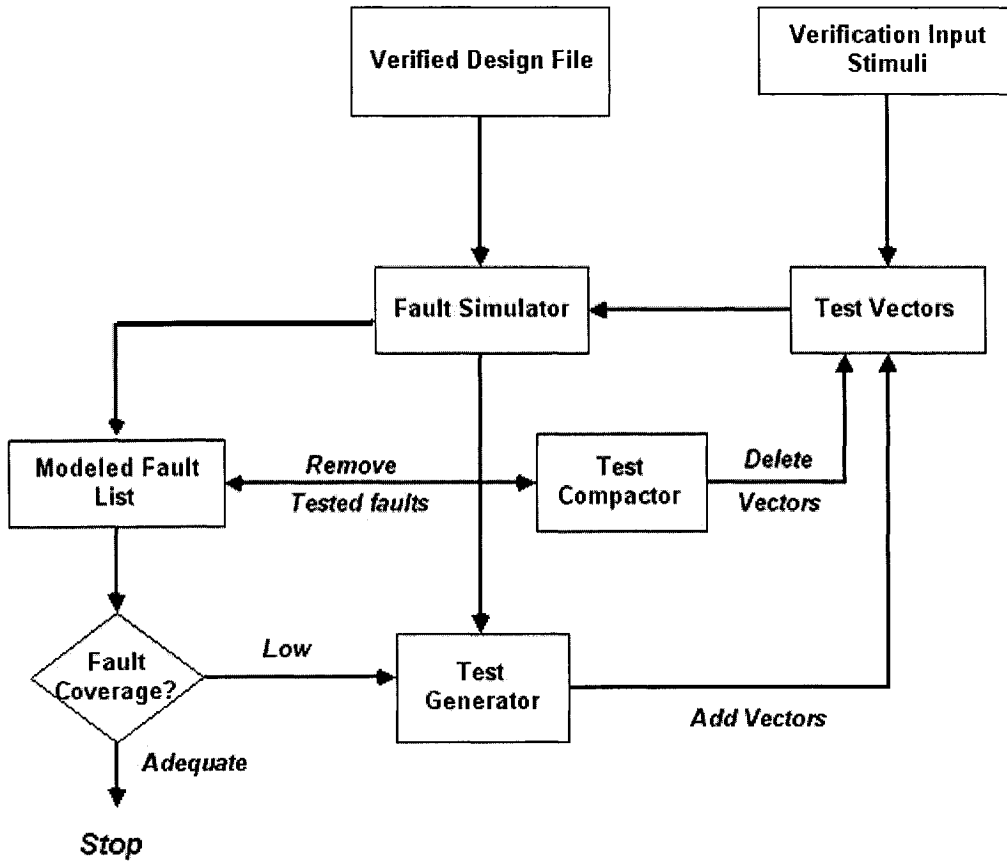 Verified Design File
Verification Input
Stimuli
Fault Simulator
Test Vectors
Modeled Fault
List
Remove
Tested faults
Test
Compactor
Delete
Vectors
Fault
Coverage?
Low
Test
Generator
Add Vectors
Adequate
Stop